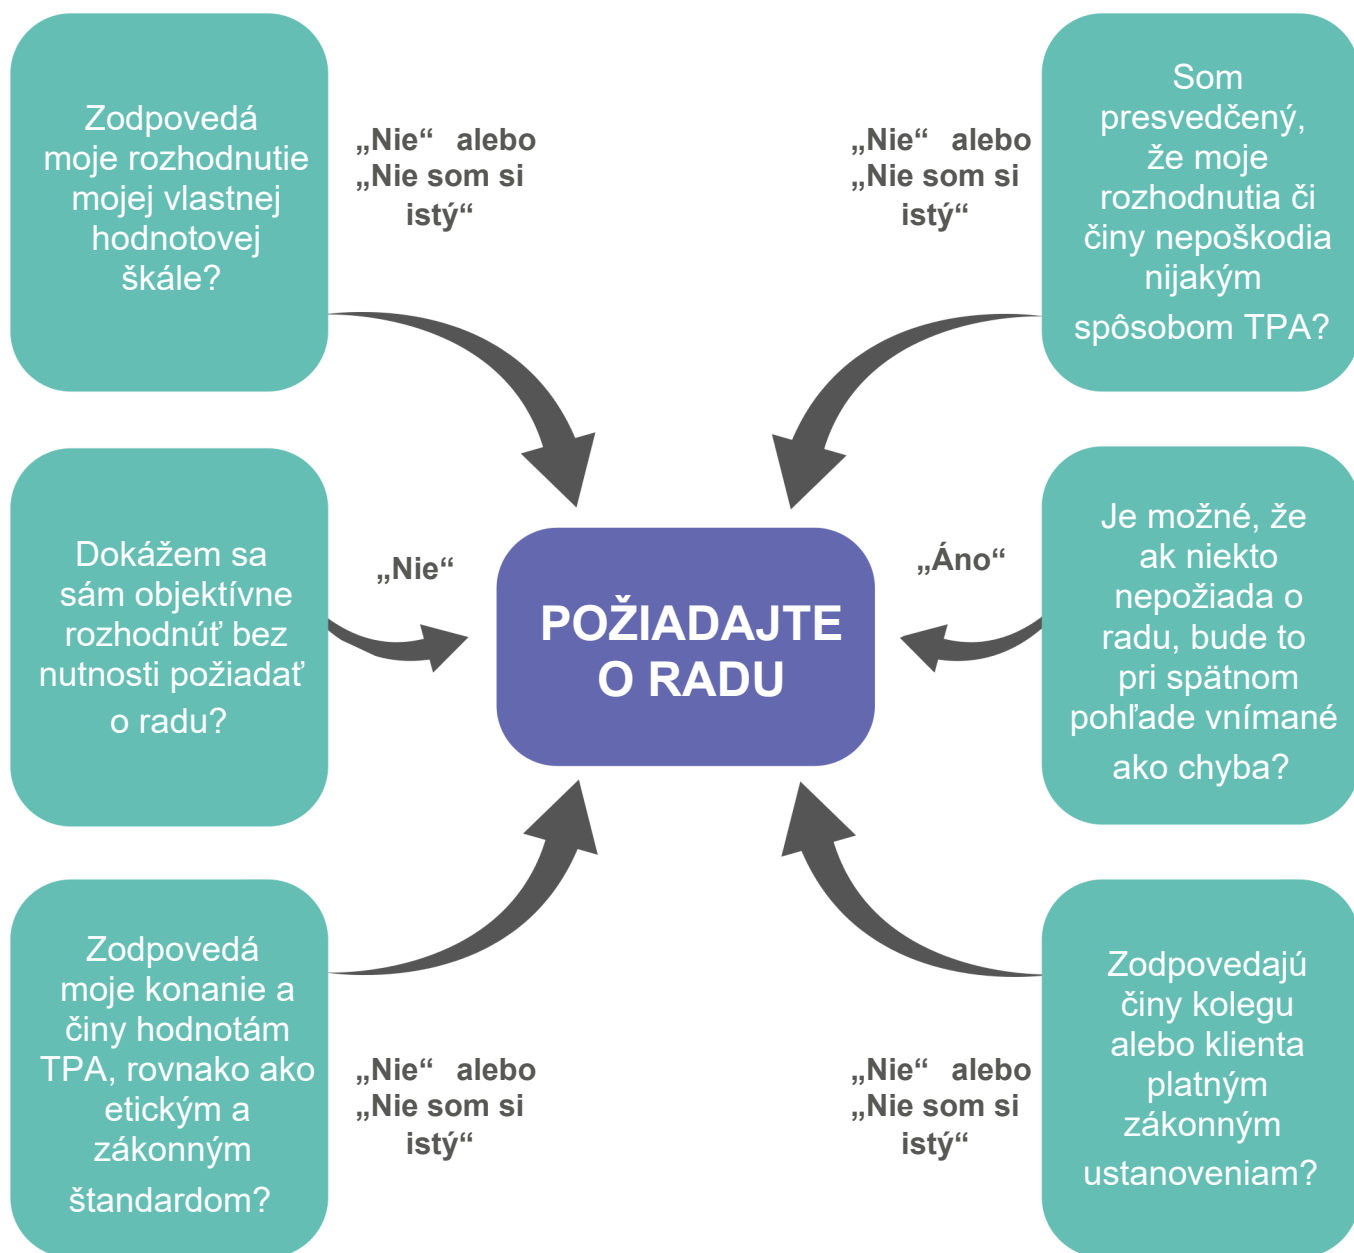 Zodpovedá
moje rozhodnutie
mojej vlastnej
hodnotovej
škále?
„Nie“ alebo
„Nie som si
istý“
„Nie“ alebo
„Nie som si
istý“
Som
presvedčený,
že moje
rozhodnutia či
činy nepoškodia
nijakým
spôsobom TPA?
Dokážem sa
sám objektívne
rozhodnúť bez
nutnosti požiadať
o radu?
„Nie“
POŽIADAJTE
O RADU
„Áno“
Je možné, že
ak niekto
nepožiada o
radu, bude to
pri spätnom
pohľade vnímané
ako chyba?
Zodpovedá
moje konanie a
činy hodnotám
TPA, rovnako ako
etickým a
zákonným
štandardom?
„Nie“ alebo
„Nie som si
istý“
„Nie“ alebo
„Nie som si
istý“
Zodpovedajú
činy kolegu
alebo klienta
platným
zákonným
ustanoveniam?